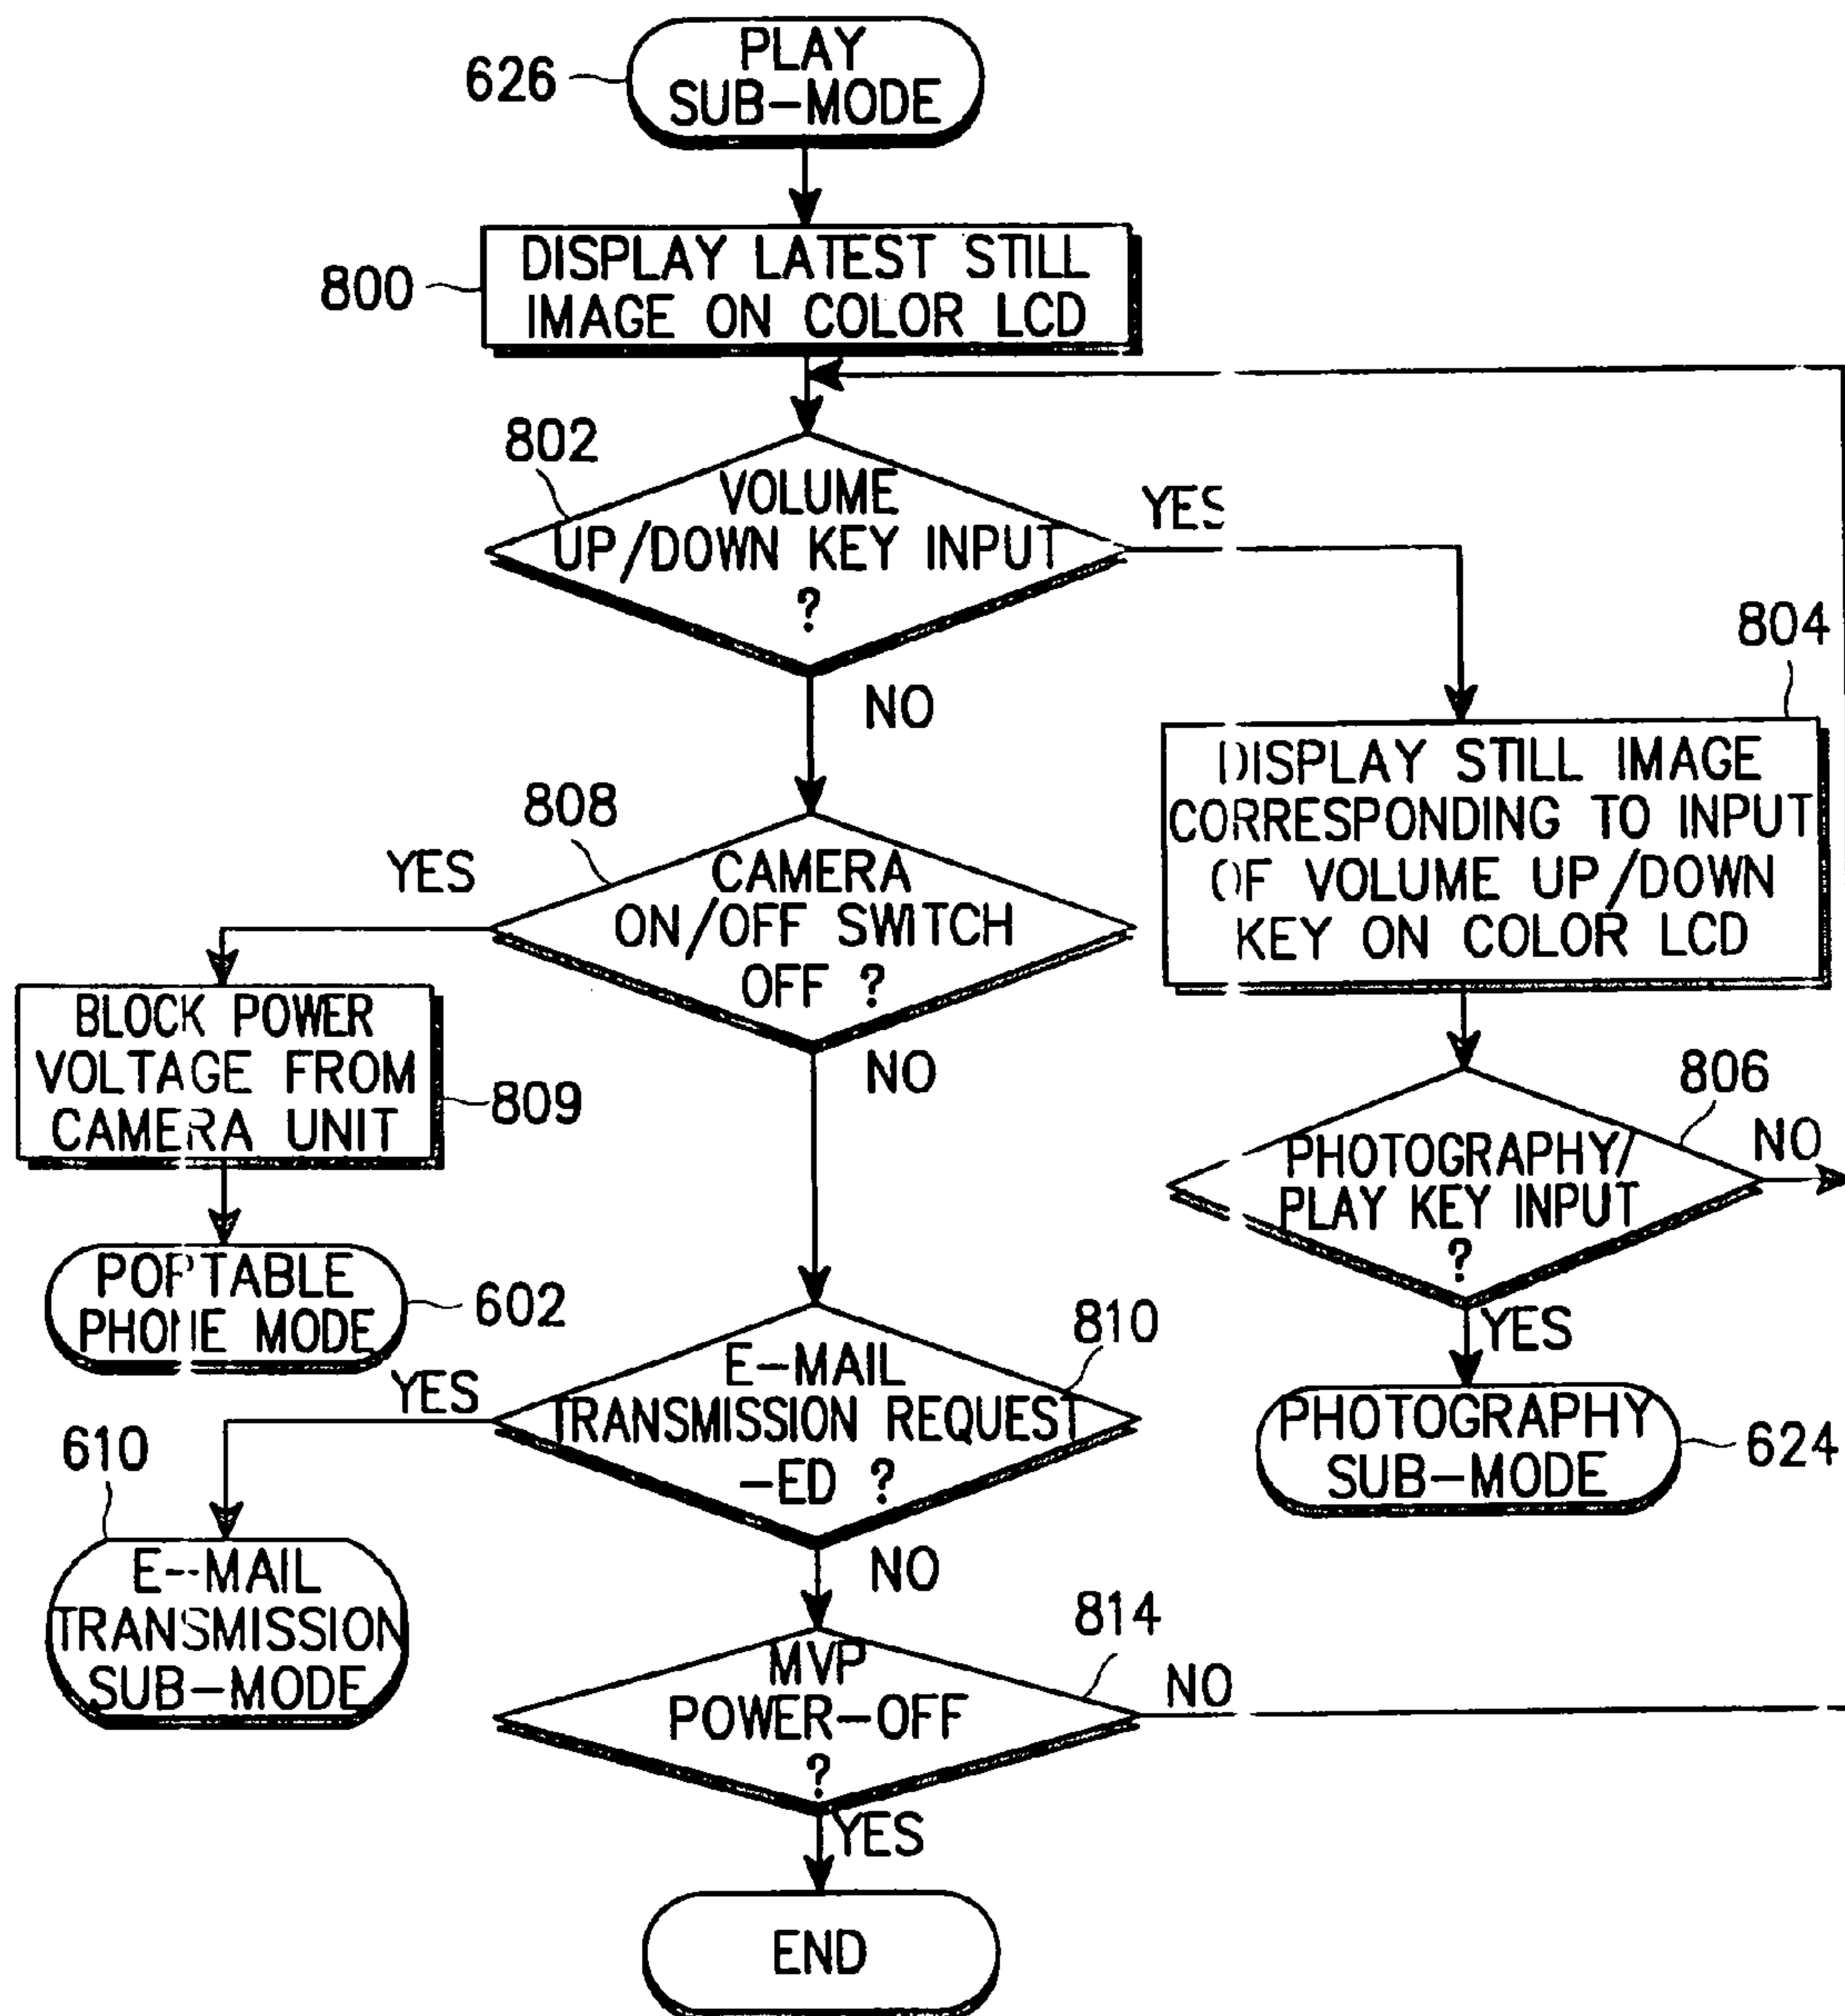 626
PLAY
SUB-MODE
800
DISPLAY LATEST STILL
IMAGE ON COLOR LCD
802
VOLUME
UP/DOWN KEY INPUT
?
YES
NO
804
DISPLAY STILL IMAGE
CORRESPONDING TO INPUT
OF VOLUME UP/DOWN
KEY ON COLOR LCD
808
CAMERA
ON/OFF SWITCH
OFF ?
YES
NO
BLOCK POWER
VOLTAGE FROM
CAMERA UNIT
809
806
PHOTOGRAPHY/
PLAY KEY INPUT
?
NO
YES
PORTABLE
PHONE MODE
602
810
E-MAIL
TRANSMISSION REQUEST
-ED ?
YES
NO
PHOTOGRAPHY
SUB-MODE
624
610
E-MAIL
TRANSMISSION
SUB-MODE
814
MVP
POWER-OFF
?
NO
YES
END